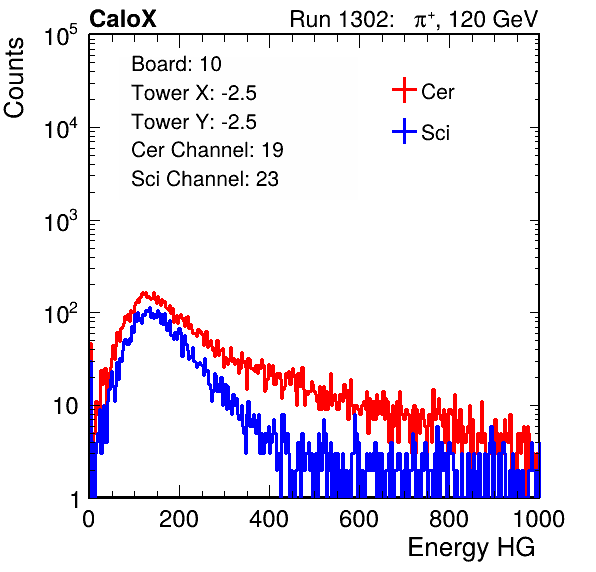 CaloX Run 1302: π⁺, 120 GeV
Counts
10⁵
10⁴
10³
10²
10
1
Board: 10
Tower X: -2.5
Tower Y: -2.5
Cer Channel: 19
Sci Channel: 23
Cer
Sci
0 200 400 600 800 1000
Energy HG